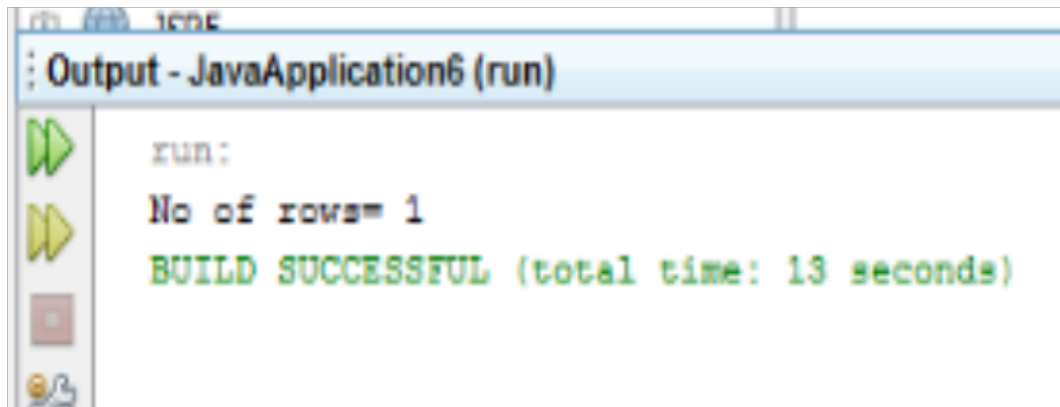 Output - JavaApplication6 (run)
run:
No of rows= 1
BUILD SUCCESSFUL (total time: 13 seconds)